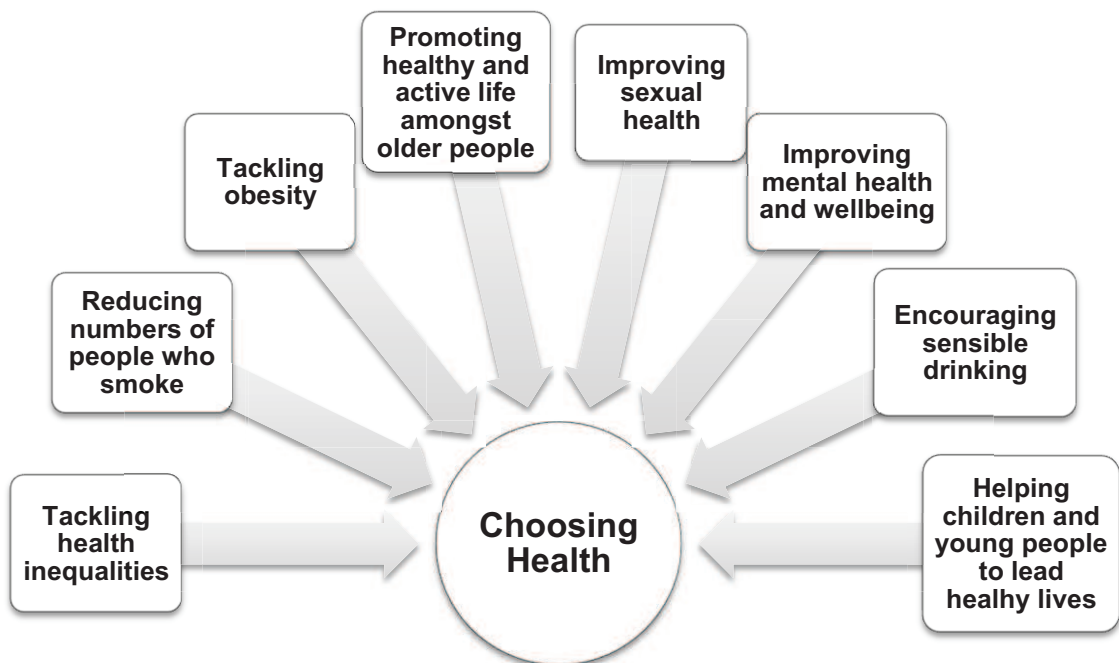 Tackling
health
inequalities
Reducing
numbers of
people who
smoke
Tackling
obesity
Promoting
healthy and
active life
amongst
older people
Improving
sexual
health
Improving
mental health
and wellbeing
Encouraging
sensible
drinking
Helping
children and
young people
to lead
healhy lives
Choosing
Health